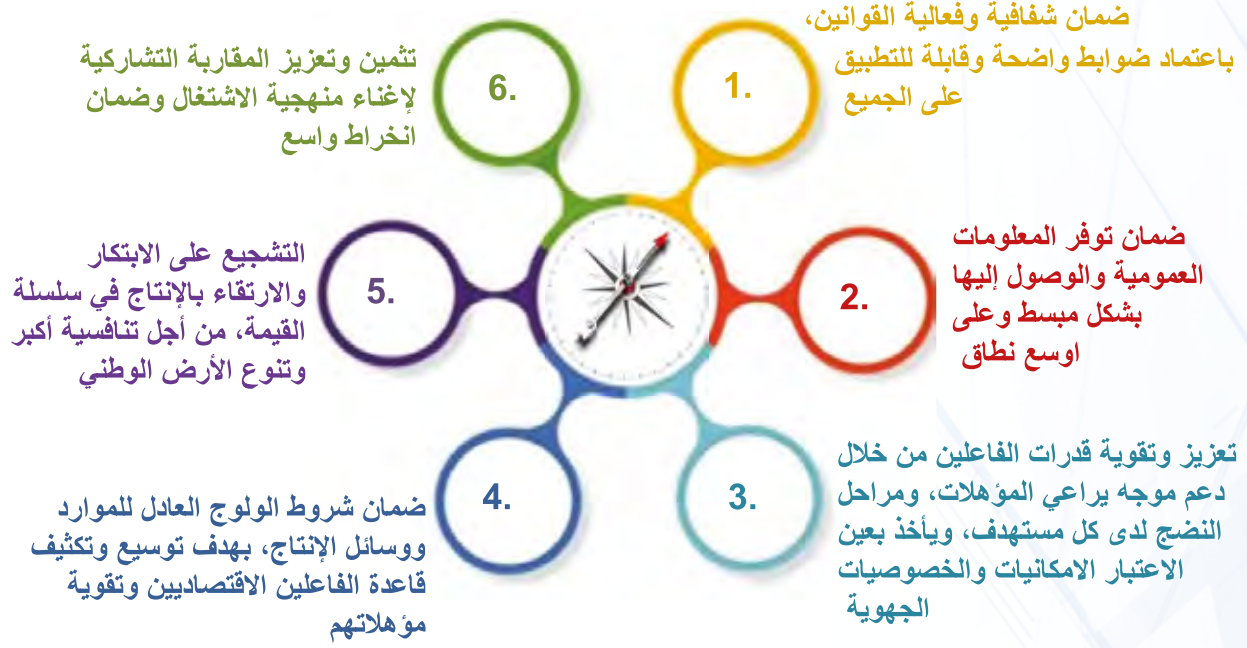 1.
ضمان شفافية وفعالية القوانين،
باعتماد ضوابط واضحة وقابلة للتطبيق
على الجميع
2.
ضمان توفر المعلومات
العمومية والوصول إليها
بشكل مبسط وعلى
اوسع نطاق
3.
تعزيز وتقوية قدرات الفاعلين من خلال
دعم موجه يراعي المؤهلات، ومراحل
النضج لدى كل مستهدف، ويأخذ بعين
الاعتبار الامكانيات والخصوصيات
الجهوية
4.
ضمان شروط الولوج العادل للموارد
ووسائل الإنتاج، بهدف توسيع وتكثيف
قاعدة الفاعلين الاقتصاديين وتقوية
مؤهلاتهم
5.
التشجيع على الابتكار
والارتقاء بالإنتاج في سلسلة
القيمة، من أجل تنافسية أكبر
وتنوع الأرض الوطني
6.
تثمين وتعزيز المقاربة التشاركية
لإغناء منهجية الاشتغال وضمان
انخراط واسع